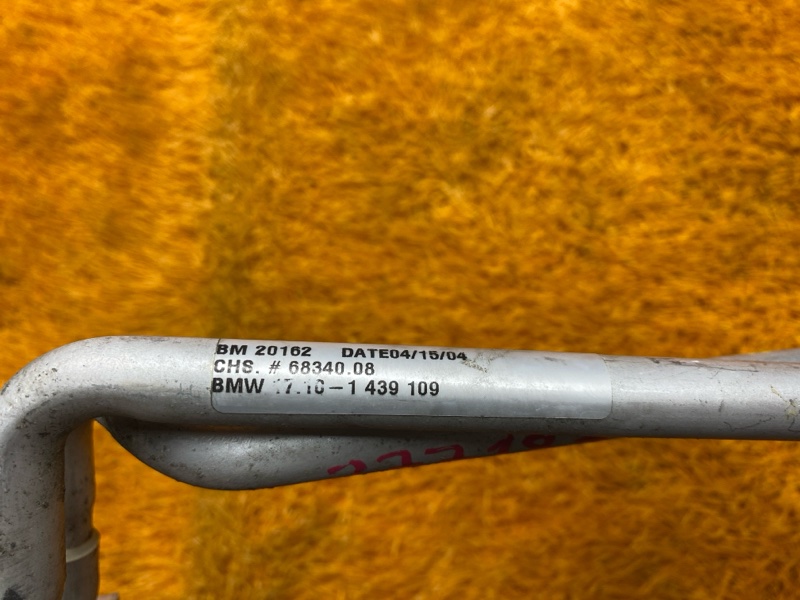 BM 20162 DATE04/15/04
CHS. # 68340.08
BMW 17.10-1 439 109